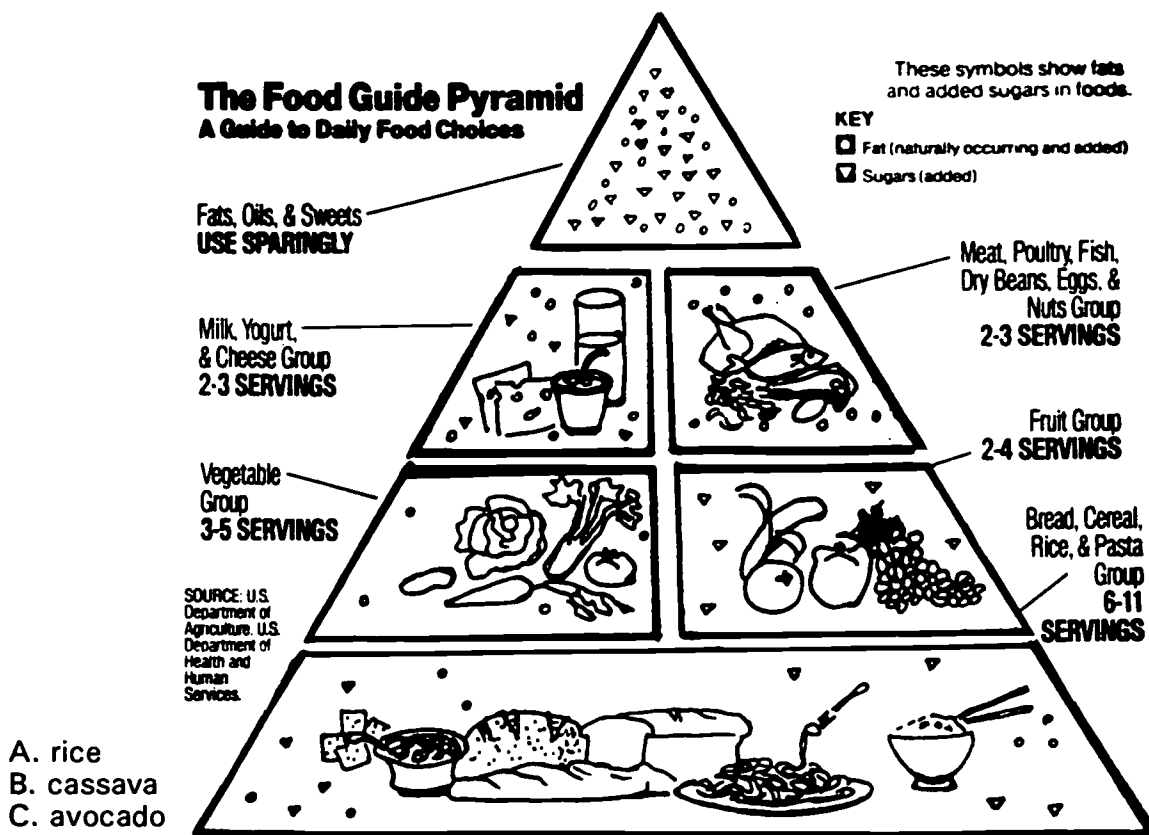 The Food Guide Pyramid
A Guide to Daily Food Choices
These symbols show fats
and added sugars in foods.
KEY
Fat (naturally occurring and added)
Sugars (added)
Fats, Oils, & Sweets
USE SPARINGLY
Milk, Yogurt,
& Cheese Group
2-3 SERVINGS
Meat, Poultry, Fish,
Dry Beans, Eggs, &
Nuts Group
2-3 SERVINGS
Vegetable
Group
3-5 SERVINGS
Fruit Group
2-4 SERVINGS
Bread, Cereal,
Rice, & Pasta
Group
6-11
SERVINGS
SOURCE: U.S.
Department of
Agriculture. U.S.
Department of
Health and
Human
Services.
A. rice
B. cassava
C. avocado